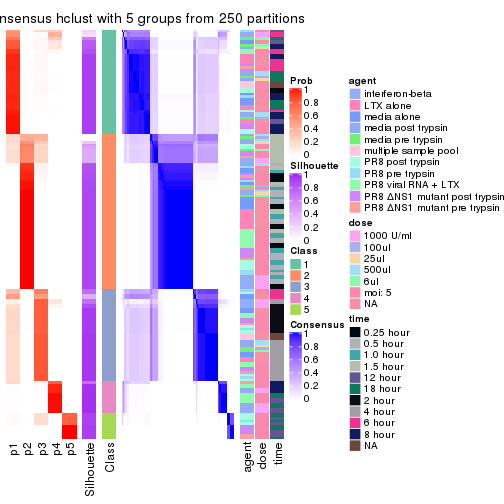 nsensus hclust with 5 groups from 250 partitions
Prob
1
0.8
0.6
0.4
0.2
0
Silhouette
1
0.8
0.6
0.4
0.2
0
Class
1
2
3
4
5
Consensus
1
0.8
0.6
0.4
0.2
0
agent
interferon-beta
LTX alone
media alone
media post trypsin
media pre trypsin
multiple sample pool
PR8 post trypsin
PR8 pre trypsin
PR8 viral RNA + LTX
PR8 ΔNS1 mutant post trypsin
PR8 ΔNS1 mutant pre trypsin
dose
1000 U/ml
100ul
25ul
500ul
6ul
moi: 5
NA
time
0.25 hour
0.5 hour
1.0 hour
1.5 hour
12 hour
18 hour
2 hour
4 hour
6 hour
8 hour
NA
p1
p2
p3
p4
p5
Silhouette
Class
agent
dose
time